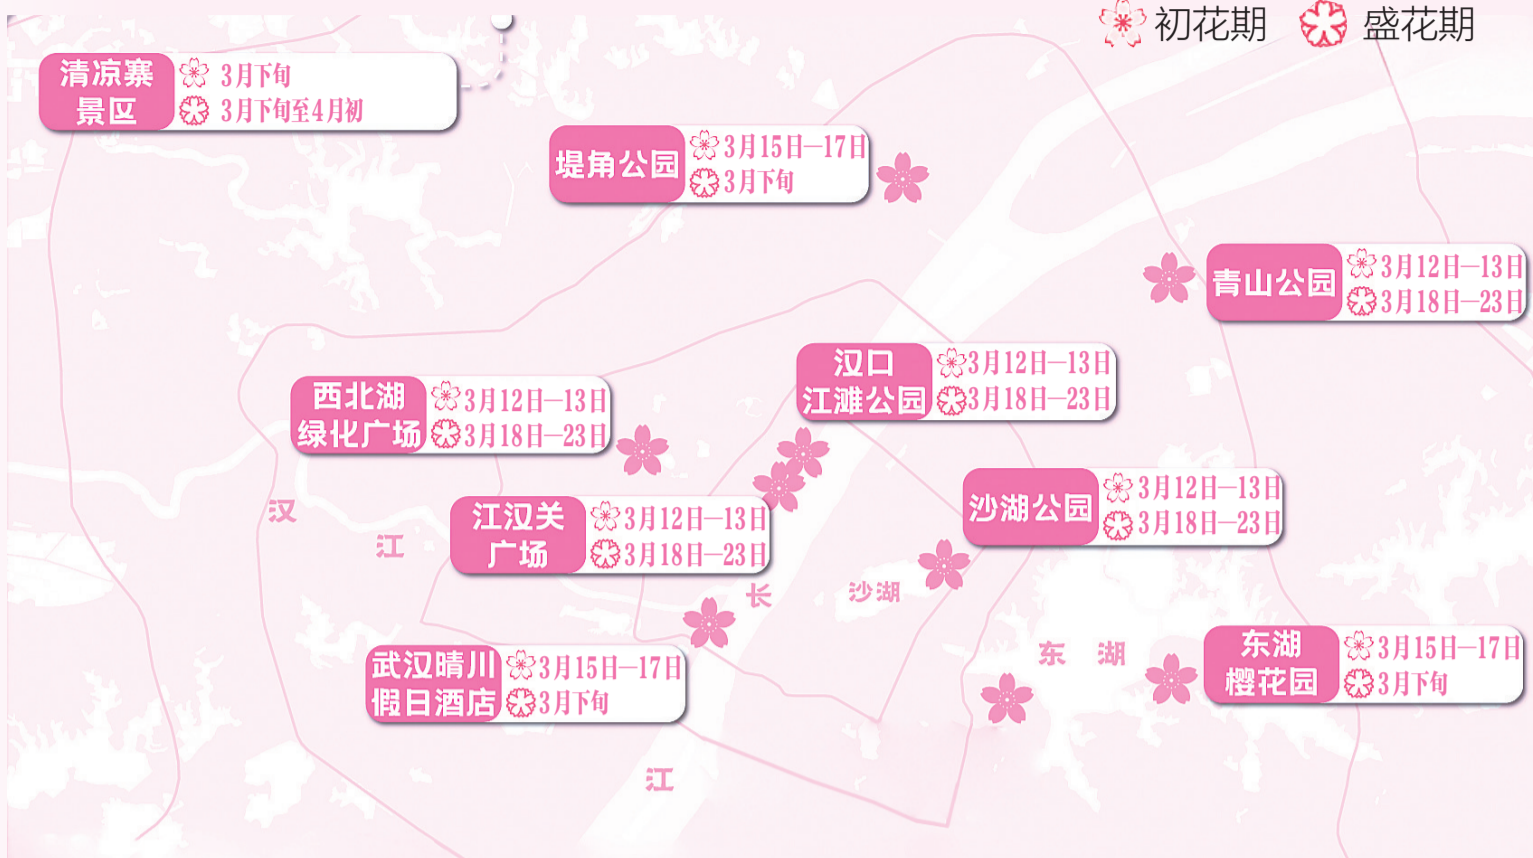 初花期 盛花期
清凉寨
景区
3月下旬
3月下旬至4月初
堤角公园
3月15日—17日
3月下旬
青山公园
3月12日—13日
3月18日—23日
汉口
江滩公园
3月12日—13日
3月18日—23日
西北湖
绿化广场
3月12日—13日
3月18日—23日
沙湖公园
3月12日—13日
3月18日—23日
江汉关
广场
3月12日—13日
3月18日—23日
汉
江
长
沙湖
东湖
东湖
樱花园
3月15日—17日
3月下旬
武汉晴川
假日酒店
3月15日—17日
3月下旬
江